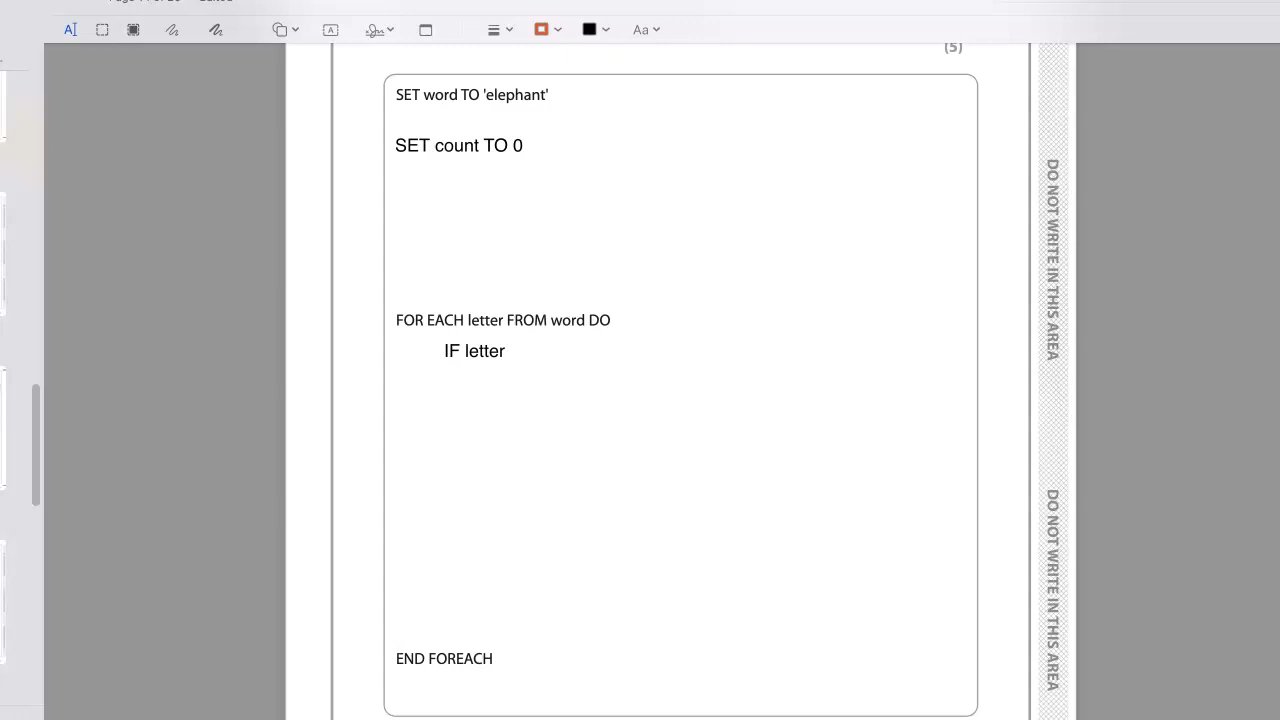 (5)
SET word TO 'elephant'
SET count TO 0
FOR EACH letter FROM word DO
IF letter
END FOREACH
DO NOT WRITE IN THIS AREA
DO NOT WRITE IN THIS AREA